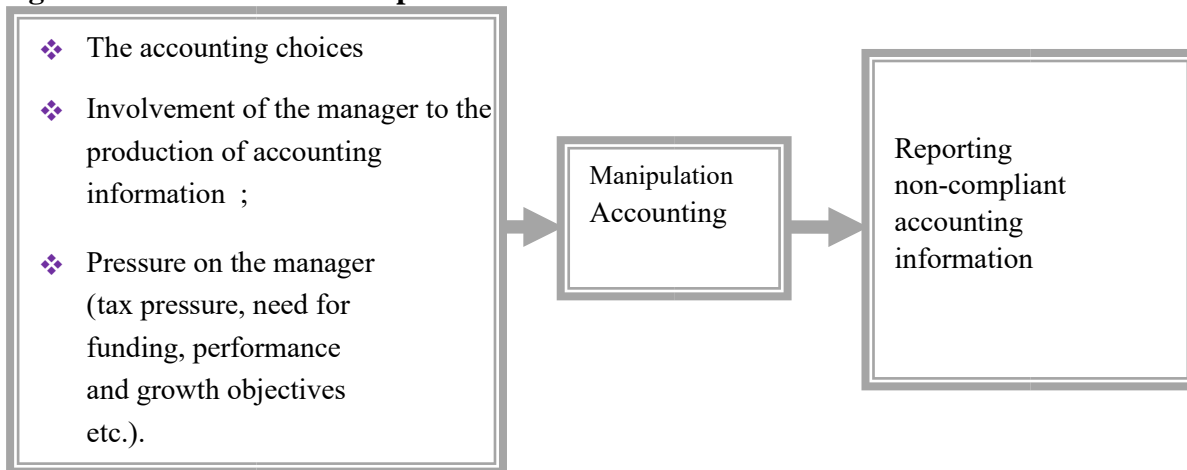 The accounting choices
Involvement of the manager to the
production of accounting
information ;
Pressure on the manager
(tax pressure, need for
funding, performance
and growth objectives
etc.).
Manipulation
Accounting
Reporting
non-compliant
accounting
information